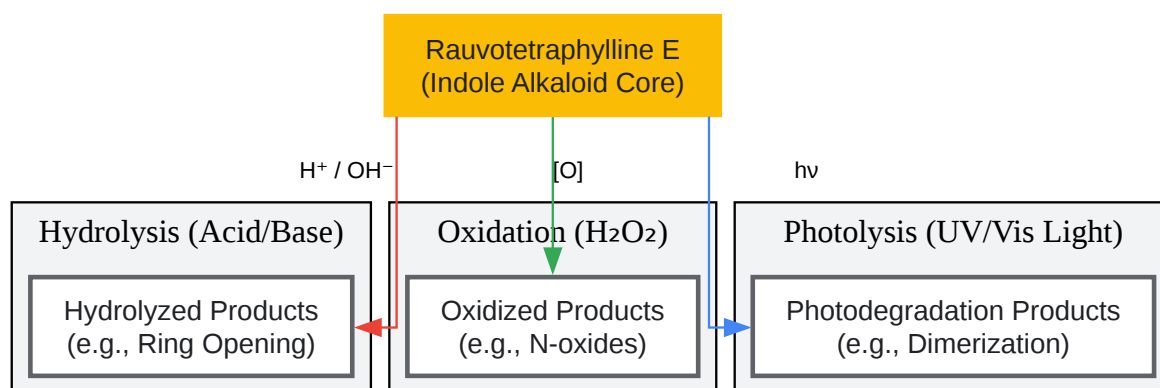 Rauvotetraphylline E
(Indole Alkaloid Core)
H⁺ / OH⁻
[O]
hν
Hydrolysis (Acid/Base)
Oxidation (H₂O₂)
Photolysis (UV/Vis Light)
Hydrolyzed Products
(e.g., Ring Opening)
Oxidized Products
(e.g., N-oxides)
Photodegradation Products
(e.g., Dimerization)